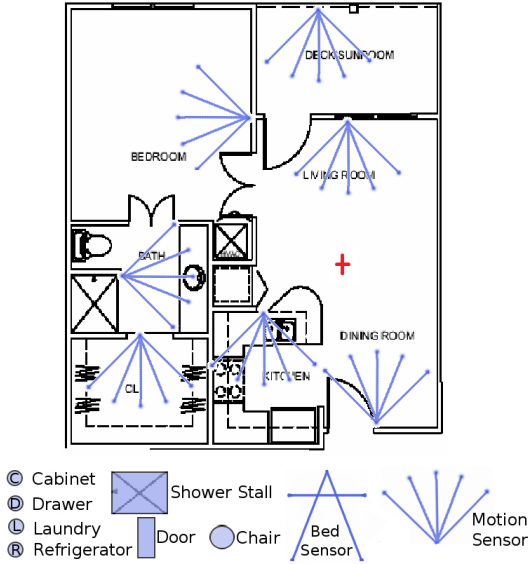 DECK SUNROOM
BEDROOM
LIVING ROOM
BATH
DINING ROOM
CL
KITCHEN
C Cabinet
D Drawer
L Laundry
R Refrigerator
Shower Stall
Door
Chair
Bed
Sensor
Motion
Sensor